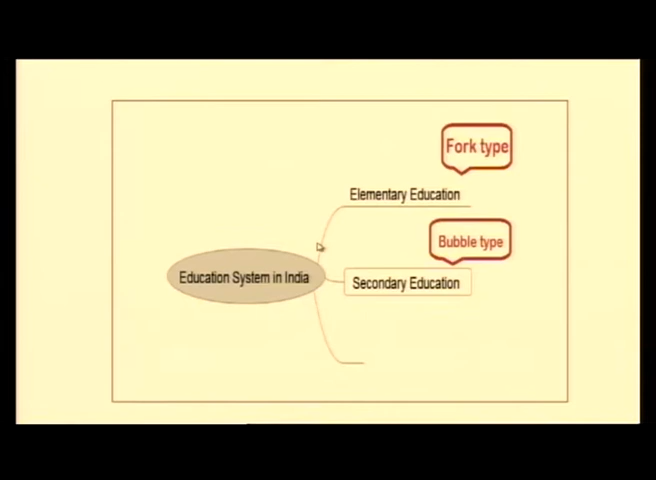 Fork type
Elementary Education
Bubble type
Education System in India
Secondary Education